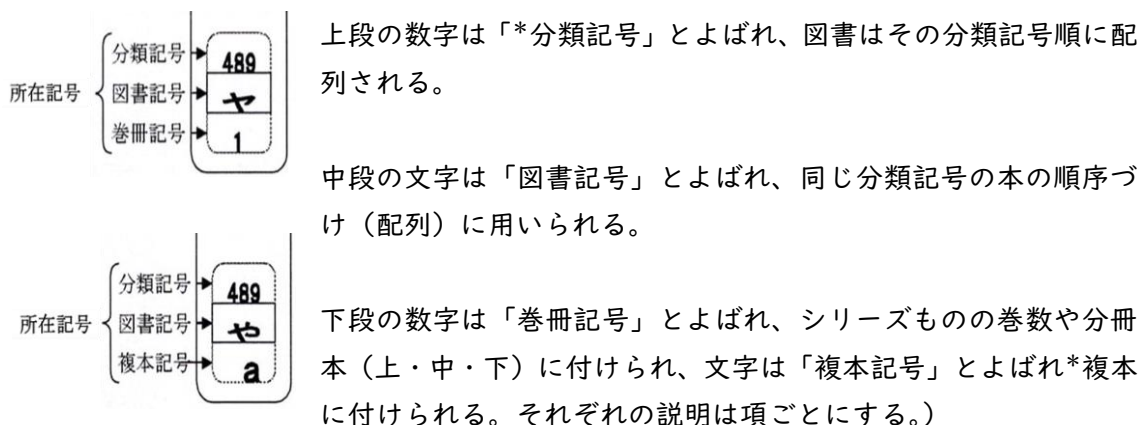 所在記号
分類記号
図書記号
巻冊記号
489
ヤ
1
上段の数字は「*分類記号」とよばれ、図書はその分類記号順に配
列される。
中段の文字は「図書記号」とよばれ、同じ分類記号の本の順序づ
け（配列）に用いられる。
所在記号
分類記号
図書記号
複本記号
489
や
a
下段の数字は「巻冊記号」とよばれ、シリーズものの巻数や分冊
本（上・中・下）に付けられ、文字は「複本記号」とよばれ*複本
に付けられる。それぞれの説明は項ごとにする。）